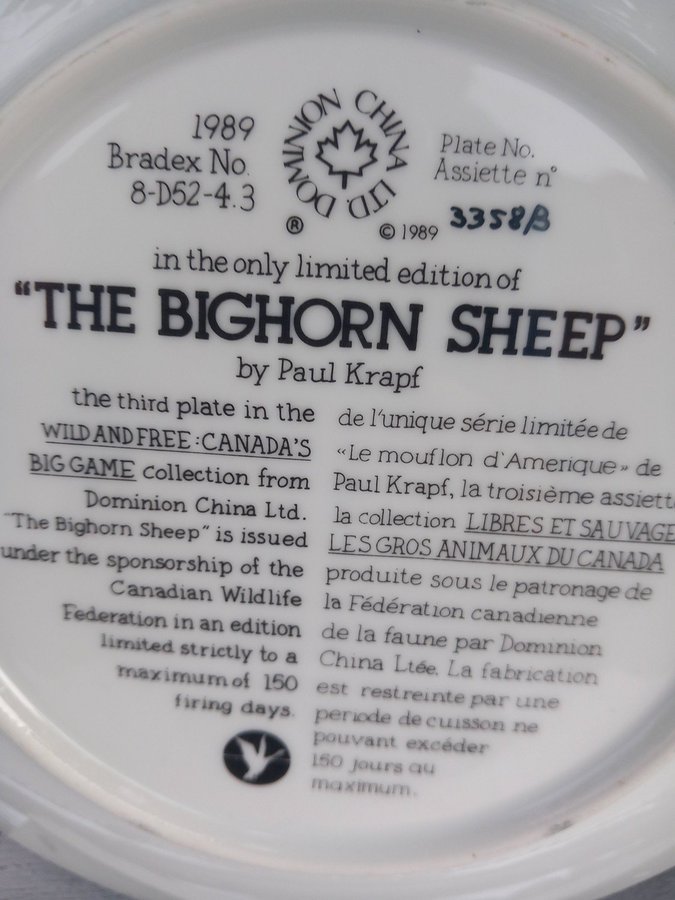 1989
Bradex No.
8-D52-4.3
DOMINION CHINA LTD.
®
© 1989
Plate No.
Assiette n°
3358B
in the only limited edition of
"THE BIGHORN SHEEP"
by Paul Krapf
the third plate in the
WILD AND FREE: CANADA'S
BIG GAME collection from
Dominion China Ltd.
"The Bighorn Sheep" is issued
under the sponsorship of the
Canadian Wildlife
Federation in an edition
limited strictly to a
maximum of 150
firing days.
de l'unique série limitée de
«Le mouflon d'Amerique» de
Paul Krapf, la troisième assiett
la collection LIBRES ET SAUVAGE
LES GROS ANIMAUX DU CANADA
produite sous le patronage de
la Fédération canadienne
de la faune par Dominion
China Ltée. La fabrication
est restreinte par une
periode de cuisson ne
pouvant excéder
150 jours au
maximum.